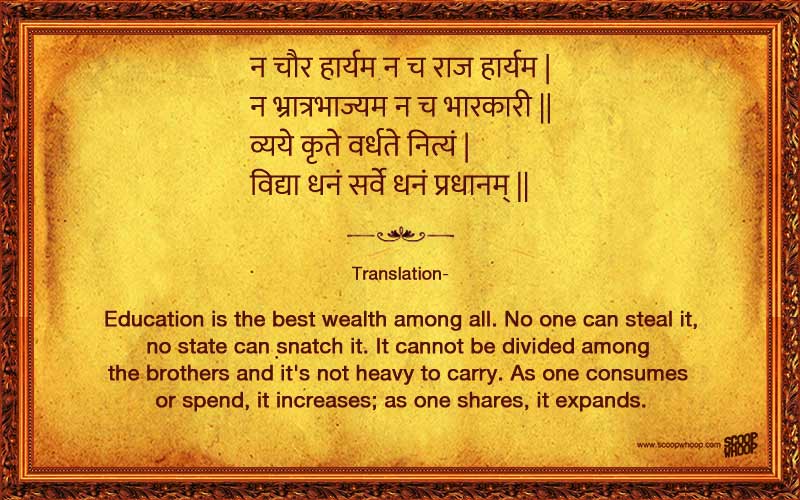 न चौर हार्यम न च राज हार्यम |
न भ्रात्रभाज्यम न च भारकारी ||
व्यये कृते वर्धते नित्यं |
विद्या धनं सर्वे धनं प्रधानम् ||
Translation-
Education is the best wealth among all. No one can steal it,
no state can snatch it. It cannot be divided among
the brothers and it's not heavy to carry. As one consumes
or spend, it increases; as one shares, it expands.
www.scoopwhoop.com
SCOOP
WHOOP